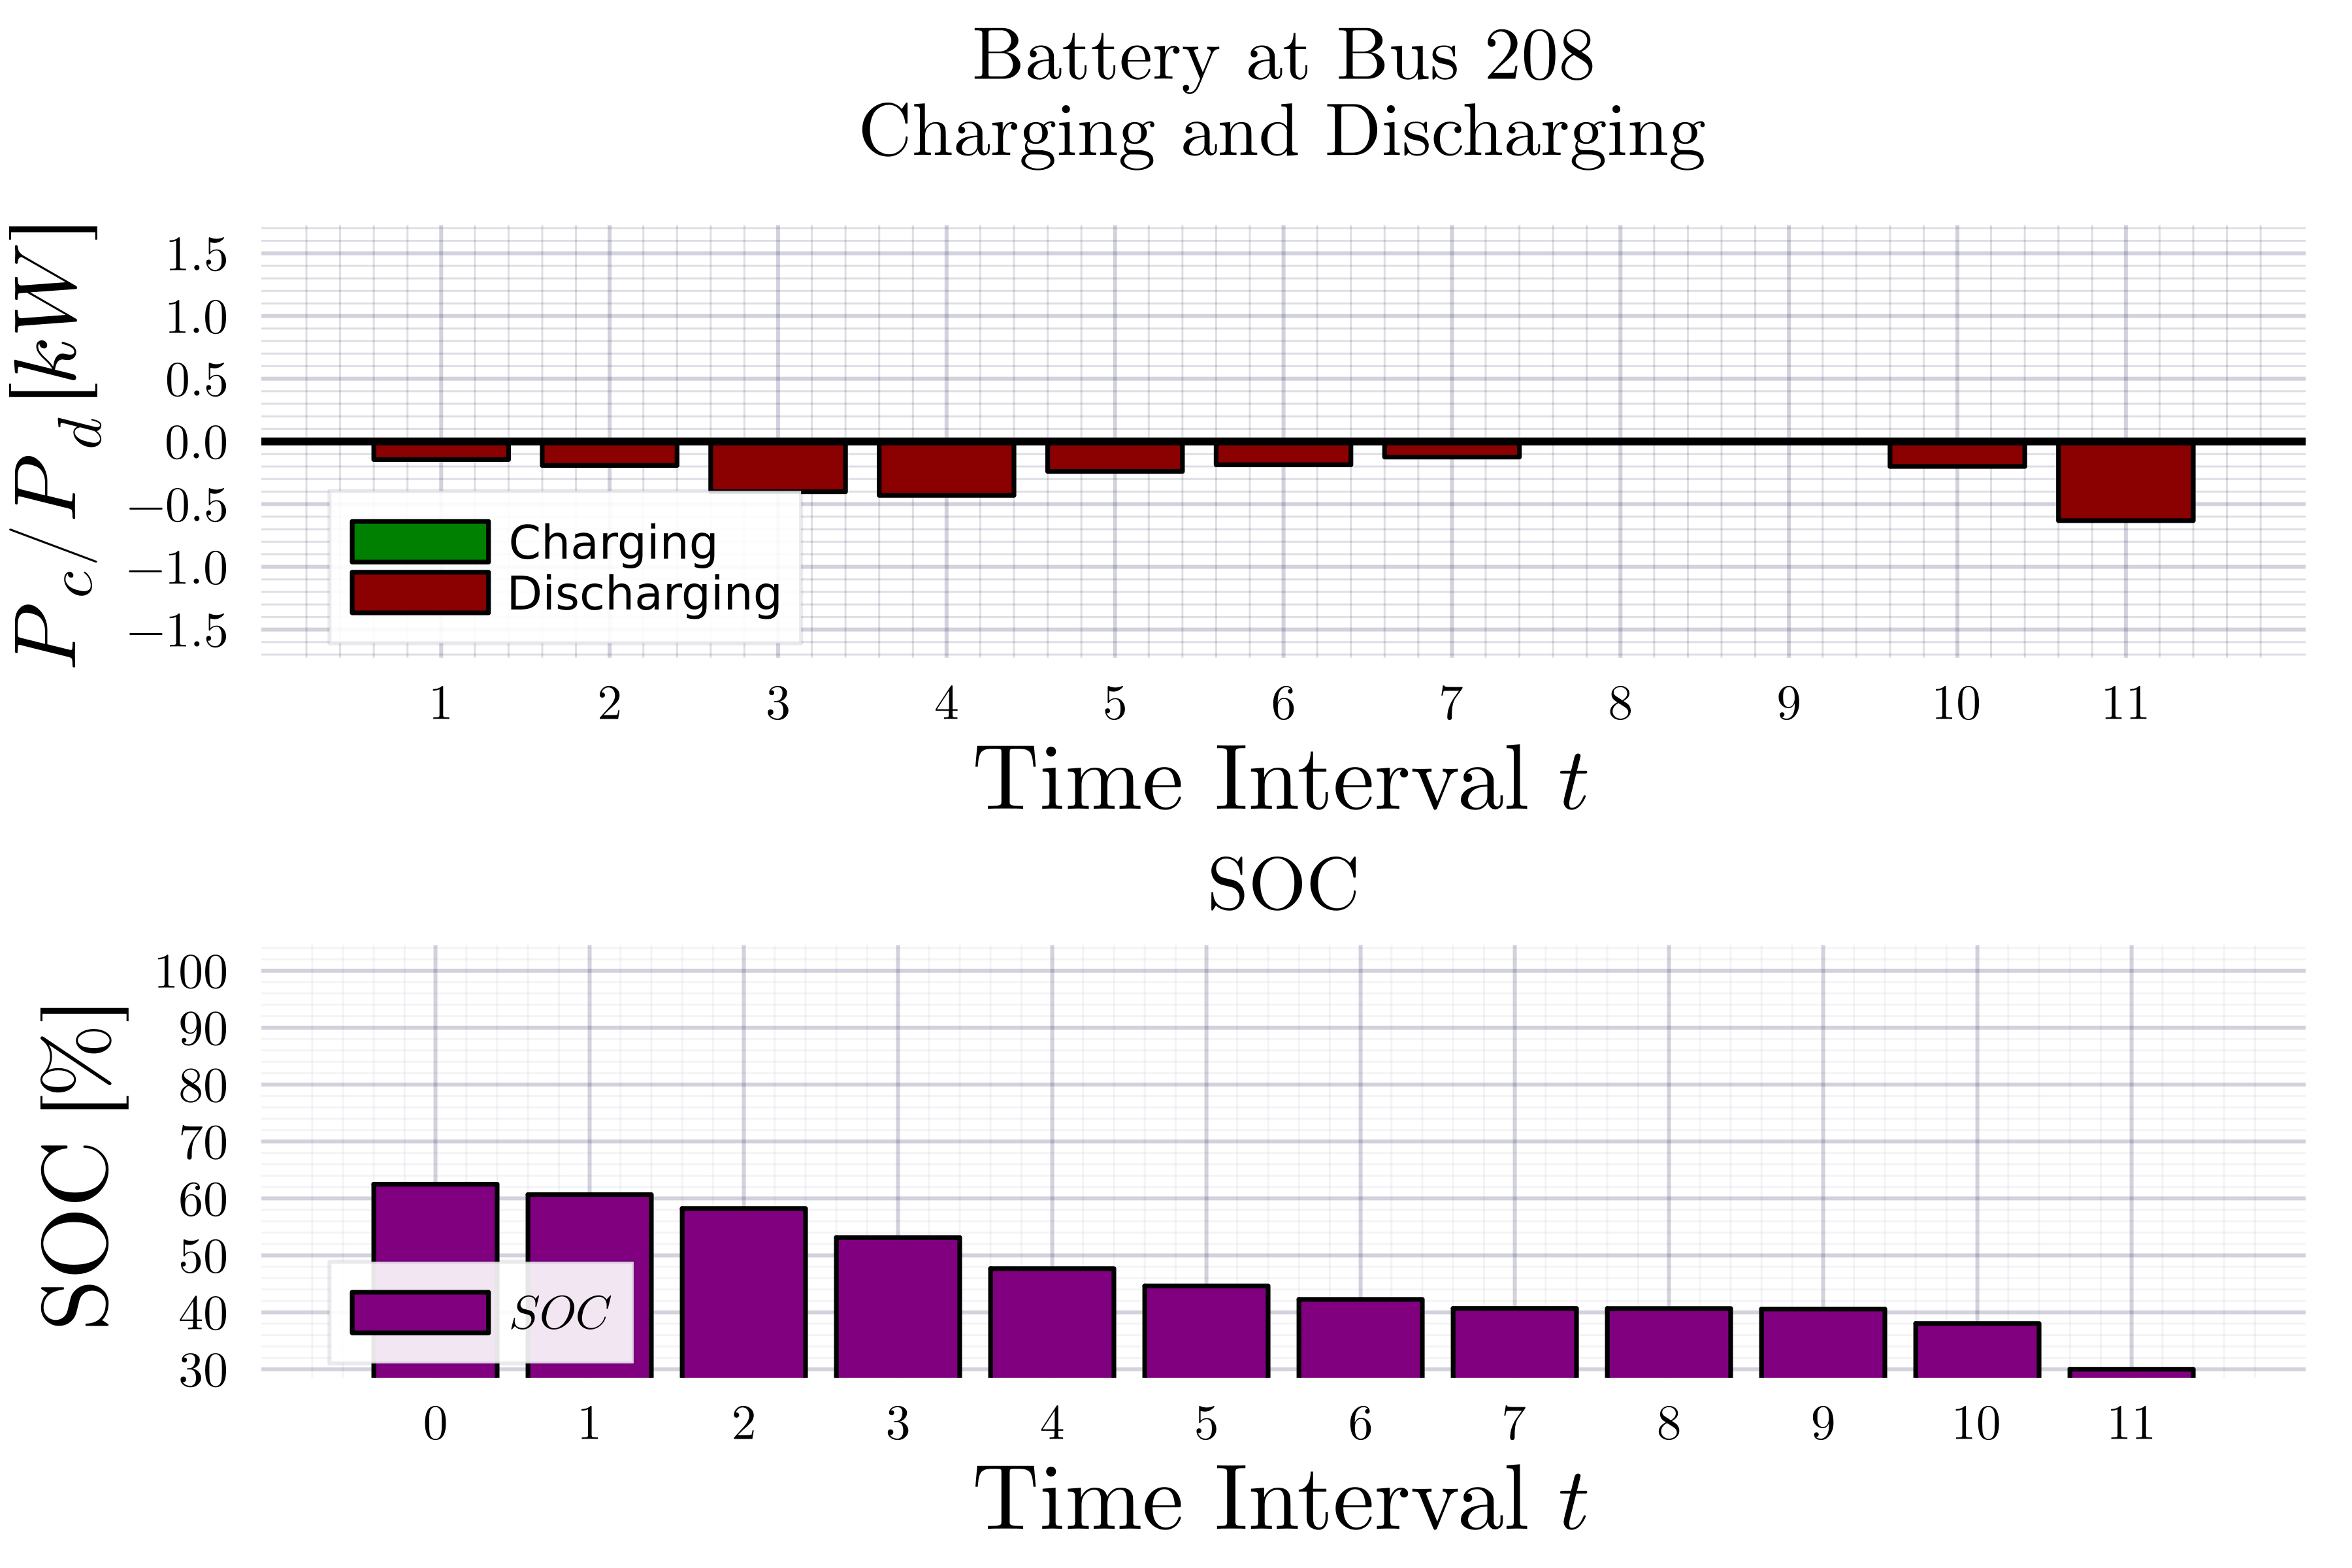 Battery at Bus 208
Charging and Discharging
P_c / P_d [kW]
1.5
1.0
0.5
0.0
−0.5
−1.0
−1.5
Charging
Discharging
1 2 3 4 5 6 7 8 9 10 11
Time Interval t
SOC
SOC [%]
100
90
80
70
60
50
40
30
SOC
0 1 2 3 4 5 6 7 8 9 10 11
Time Interval t